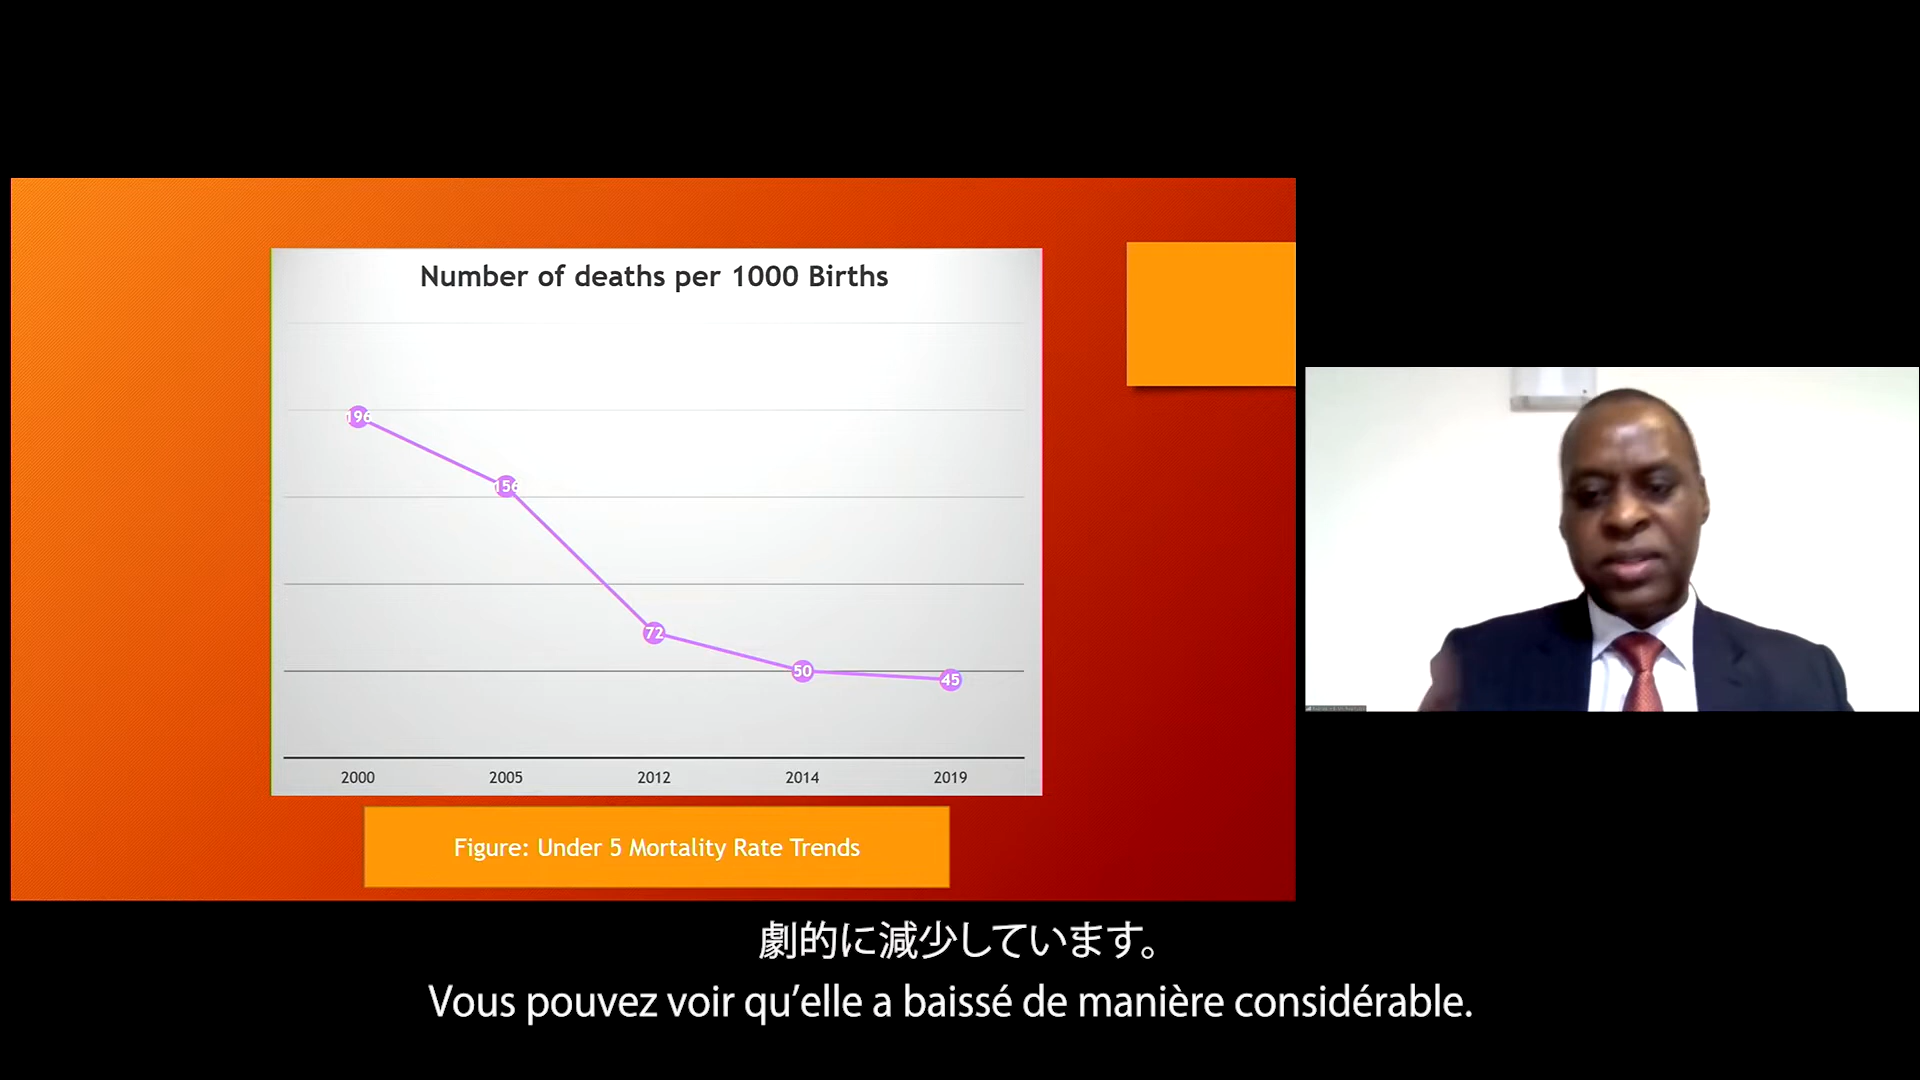 Number of deaths per 1000 Births
196
156
72
50
45
2000 2005 2012 2014 2019
Figure: Under 5 Mortality Rate Trends
劇的に減少しています。
Vous pouvez voir qu’elle a baissé de manière considérable.